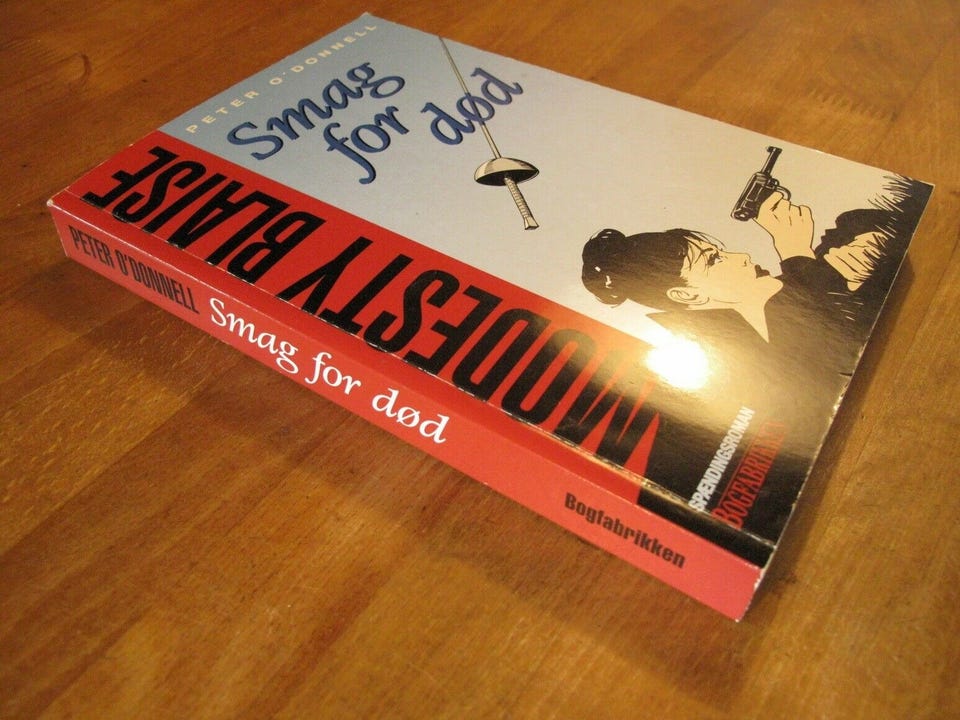 PETER O'DONNELL
Smag
for død
MODESTY BLAISE
SPÆNDINGSROMAN
BOGFABRIKKEN
PETER O'DONNELL Smag for død Bogfabrikken